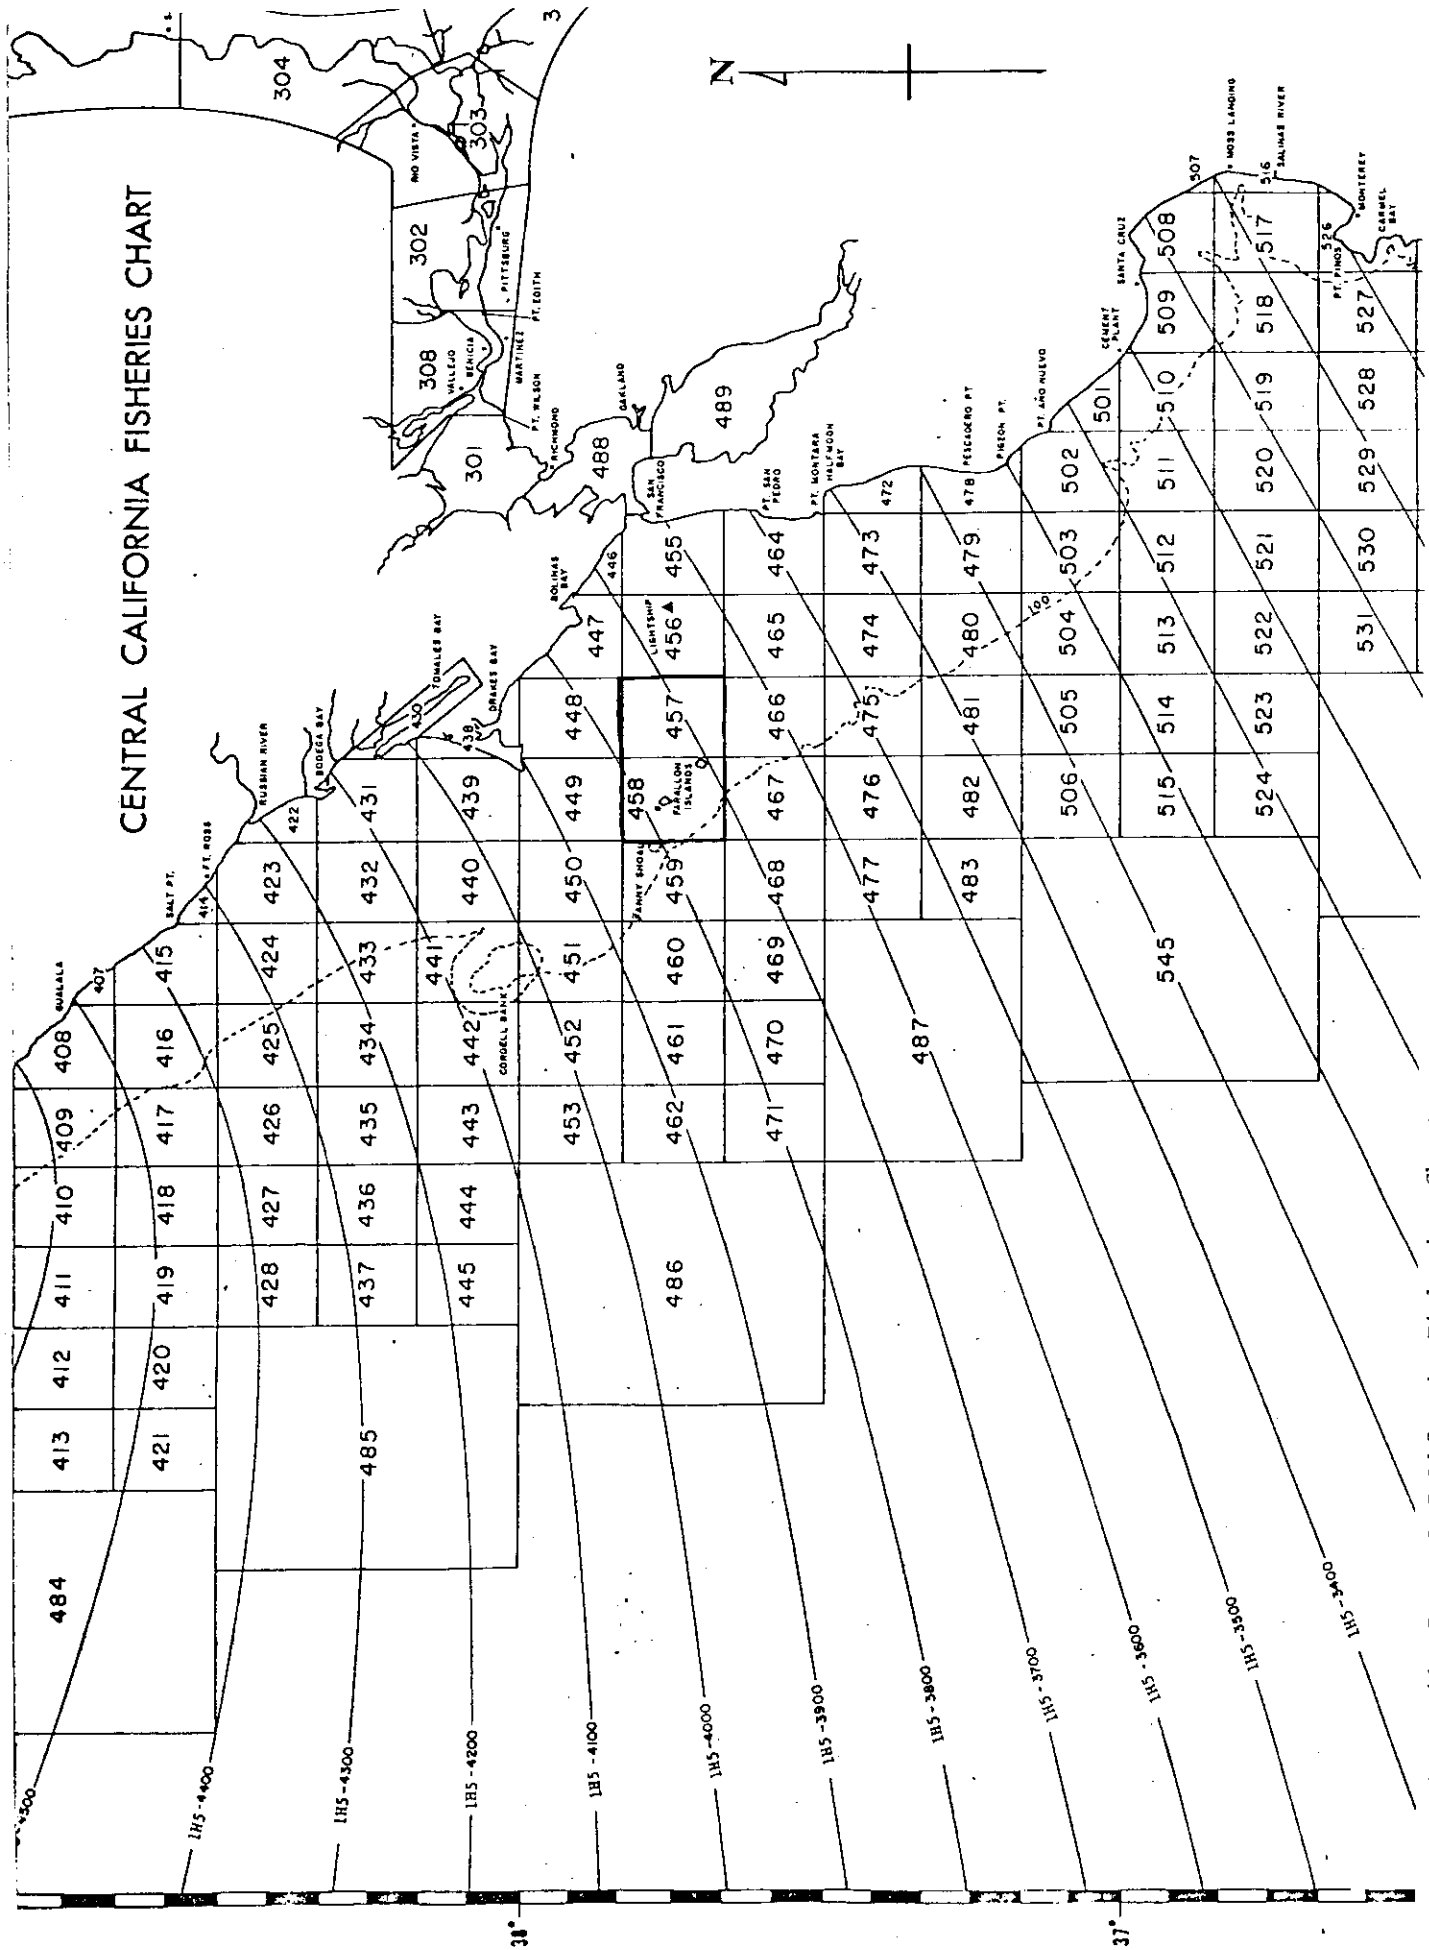 CENTRAL CALIFORNIA FISHERIES CHART
N
304
303
302
308
301
3
RIO VISTA
PITTSBURG
PT. EDITH
VALLEJO
BENICIA
MARTINEZ
PT. WILSON
RICHMOND
488
OAKLAND
489
SAN FRANCISCO
PT. SAN PEDRO
PT. MONTARA
HALFMOON BAY
PESCADERO PT
PIGEON PT.
PT. AÑO NUEVO
CEMENT PLANT
SANTA CRUZ
MOSS LANDING
SALINAS RIVER
MONTEREY
CARMEL BAY
PT. PINOS
BOLINAS BAY
DRAKES BAY
TOMALES BAY
BODEGA BAY
RUSSIAN RIVER
FT. ROSS
SALT PT.
GUALALA
LIGHTSHIP
FARALLON ISLANDS
FANNY SHOAL
CORDELL BANK
100
407
408
409
410
411
412
413
484
414
415
416
417
418
419
420
421
422
423
424
425
426
427
428
430
431
432
433
434
435
436
437
485
438
439
440
441
442
443
444
445
446
447
448
449
450
451
452
453
455
456
457
458
459
460
461
462
486
464
465
466
467
468
469
470
471
472
473
474
475
476
477
487
478
479
480
481
482
483
501
502
503
504
505
506
545
507
508
509
510
511
512
513
514
515
516
517
518
519
520
521
522
523
524
526
527
528
529
530
531
1H5-4400
1H5-4300
1H5-4200
1H5-4100
1H5-4000
1H5-3900
1H5-3800
1H5-3700
1H5-3600
1H5-3500
1H5-3400
38°
37°